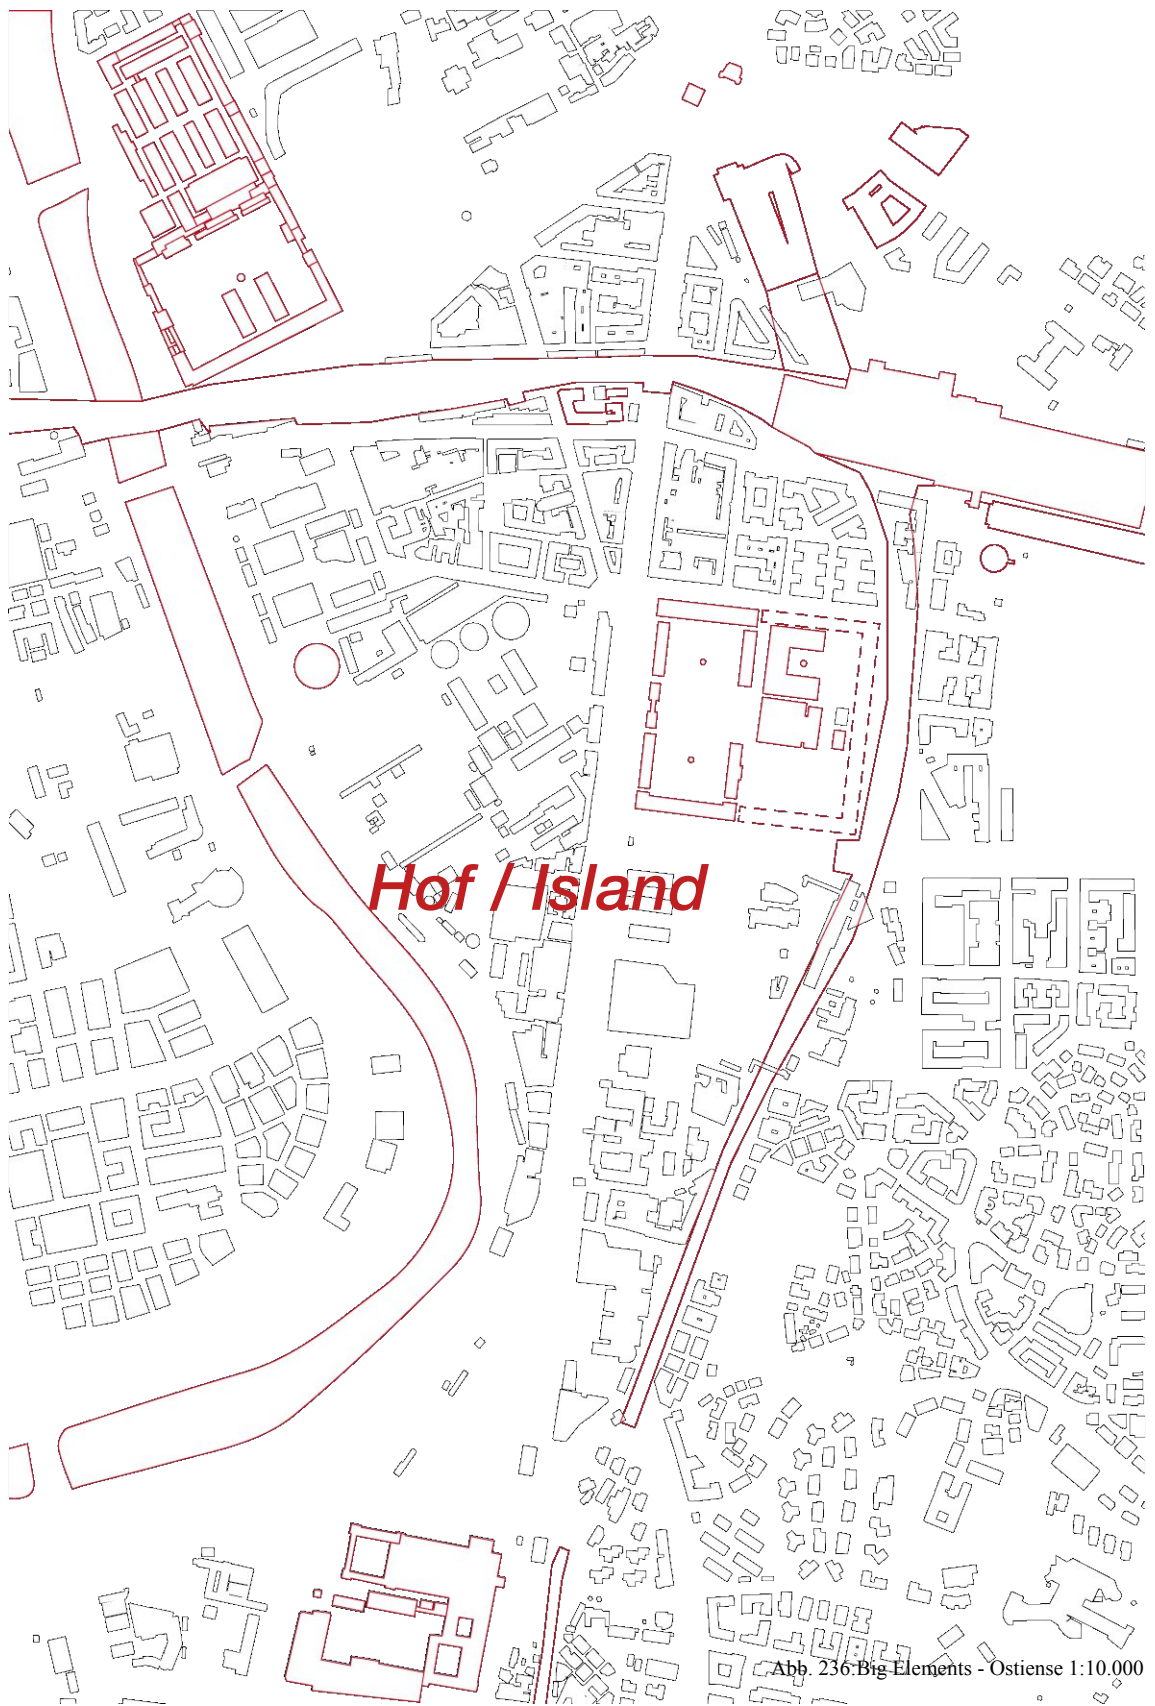 Hof / Island
Abb. 236:Big Elements - Ostiense 1:10.000